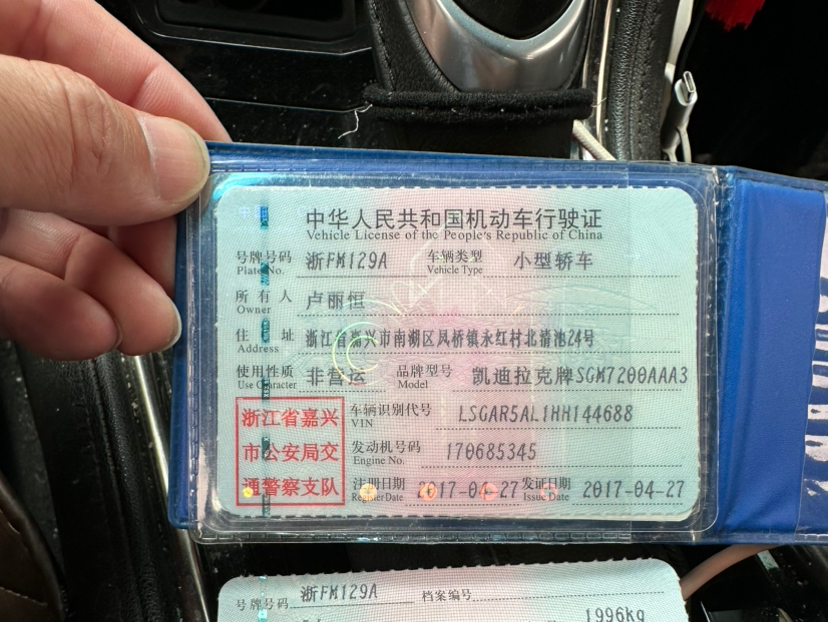 中华人民共和国机动车行驶证
Vehicle License of the People's Republic of China
号牌号码 浙FM129A 车辆类型 小型轿车
Plate No. Vehicle Type
所有人 卢丽恒
Owner
住址 浙江省嘉兴市南湖区凤桥镇永红村北清池24号
Address
使用性质 非营运 品牌型号 凯迪拉克牌SGM7200AAA3
Use Character Model
浙江省嘉兴
市公安局交
通警察支队
车辆识别代号 LSGAR5AL1HH144688
VIN
发动机号码 170685345
Engine No.
注册日期 2017-04-27 发证日期 2017-04-27
Register Date Issue Date
号牌号码 浙FM129A 档案编号
1996kg